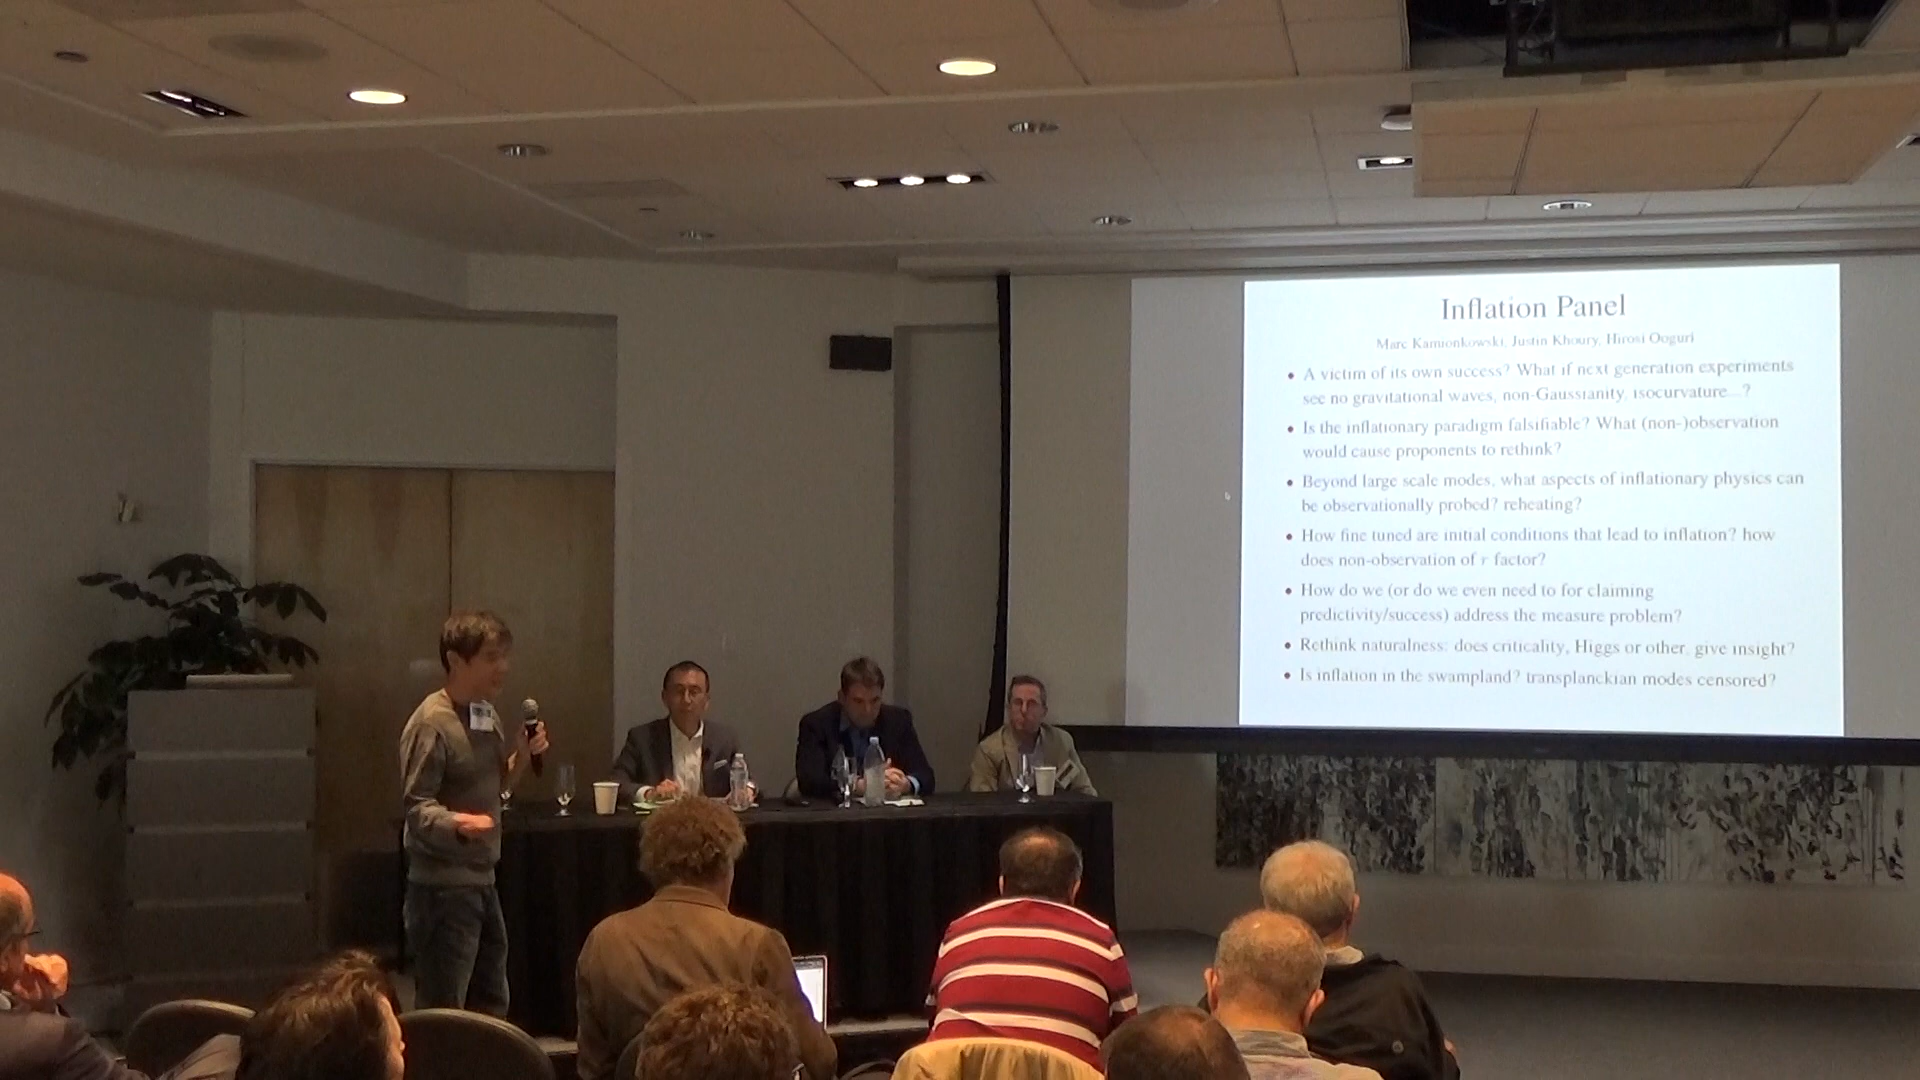 Inflation Panel
Marc Kamionkowski, Justin Khoury, Hirosi Ooguri
• A victim of its own success? What if next generation experiments
see no gravitational waves, non-Gaussianity, isocurvature...?
• Is the inflationary paradigm falsifiable? What (non-)observation
would cause proponents to rethink?
• Beyond large scale modes, what aspects of inflationary physics can
be observationally probed? reheating?
• How fine tuned are initial conditions that lead to inflation? how
does non-observation of r factor?
• How do we (or do we even need to for claiming
predictivity/success) address the measure problem?
• Rethink naturalness: does criticality, Higgs or other, give insight?
• Is inflation in the swampland? transplanckian modes censored?